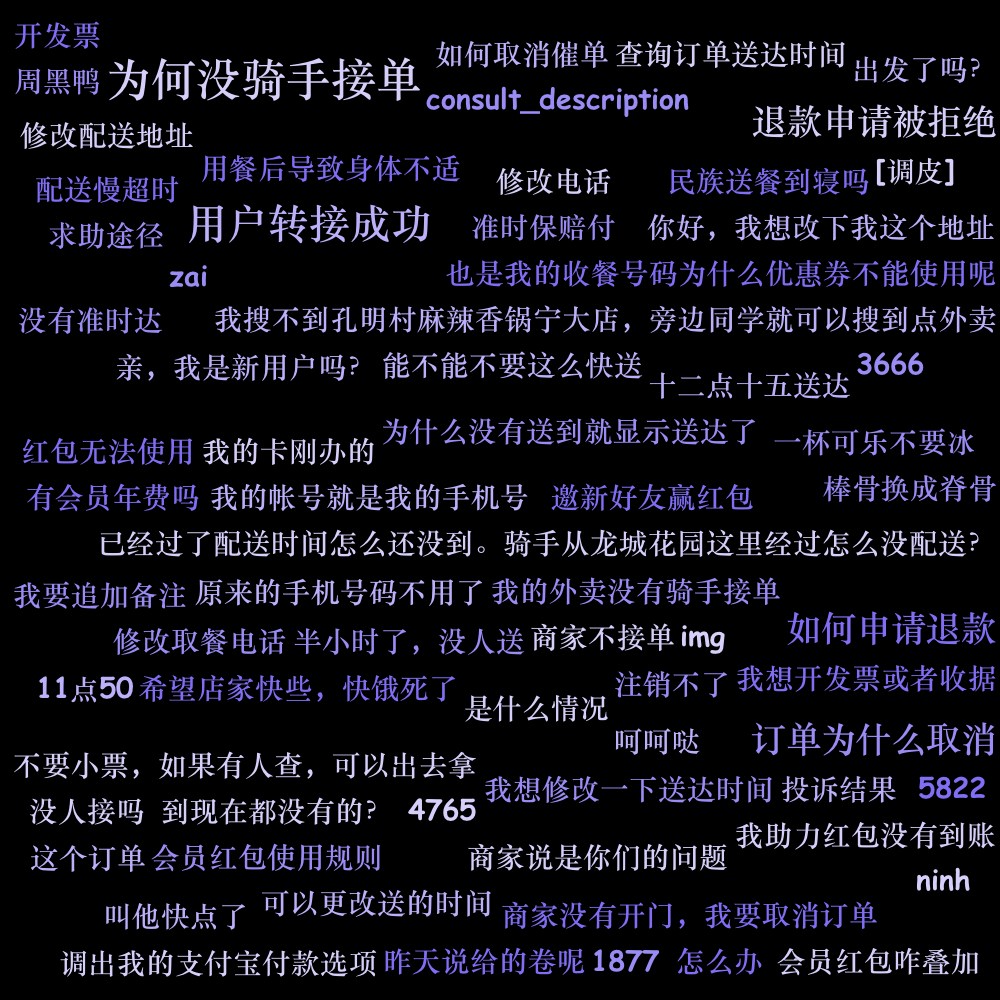 开发票
如何取消催单 查询订单送达时间 出发了吗?
周黑鸭 为何没骑手接单
consult_description
退款申请被拒绝
修改配送地址
用餐后导致身体不适
配送慢超时 修改电话 民族送餐到寝吗 [调皮]
求助途径 用户转接成功 准时保赔付 你好，我想改下我这个地址
zai 也是我的收餐号码为什么优惠券不能使用呢
没有准时达 我搜不到孔明村麻辣香锅宁大店，旁边同学就可以搜到点外卖
亲，我是新用户吗? 能不能不要这么快送 十二点十五送达 3666
红包无法使用 我的卡刚办的 为什么没有送到就显示送达了 一杯可乐不要冰
有会员年费吗 我的帐号就是我的手机号 邀新好友赢红包 棒骨换成脊骨
已经过了配送时间怎么还没到。骑手从龙城花园这里经过怎么没配送?
我要追加备注 原来的手机号码不用了 我的外卖没有骑手接单
修改取餐电话 半小时了，没人送 商家不接单 img 如何申请退款
11点50 希望店家快些，快饿死了 是什么情况 注销不了 我想开发票或者收据
呵呵哒 订单为什么取消
不要小票，如果有人查，可以出去拿
我想修改一下送达时间 投诉结果 5822
没人接吗 到现在都没有的? 4765
我助力红包没有到账
这个订单 会员红包使用规则 商家说是你们的问题
ninh
叫他快点了 可以更改送的时间 商家没有开门，我要取消订单
调出我的支付宝付款选项 昨天说给的卷呢 1877 怎么办 会员红包咋叠加